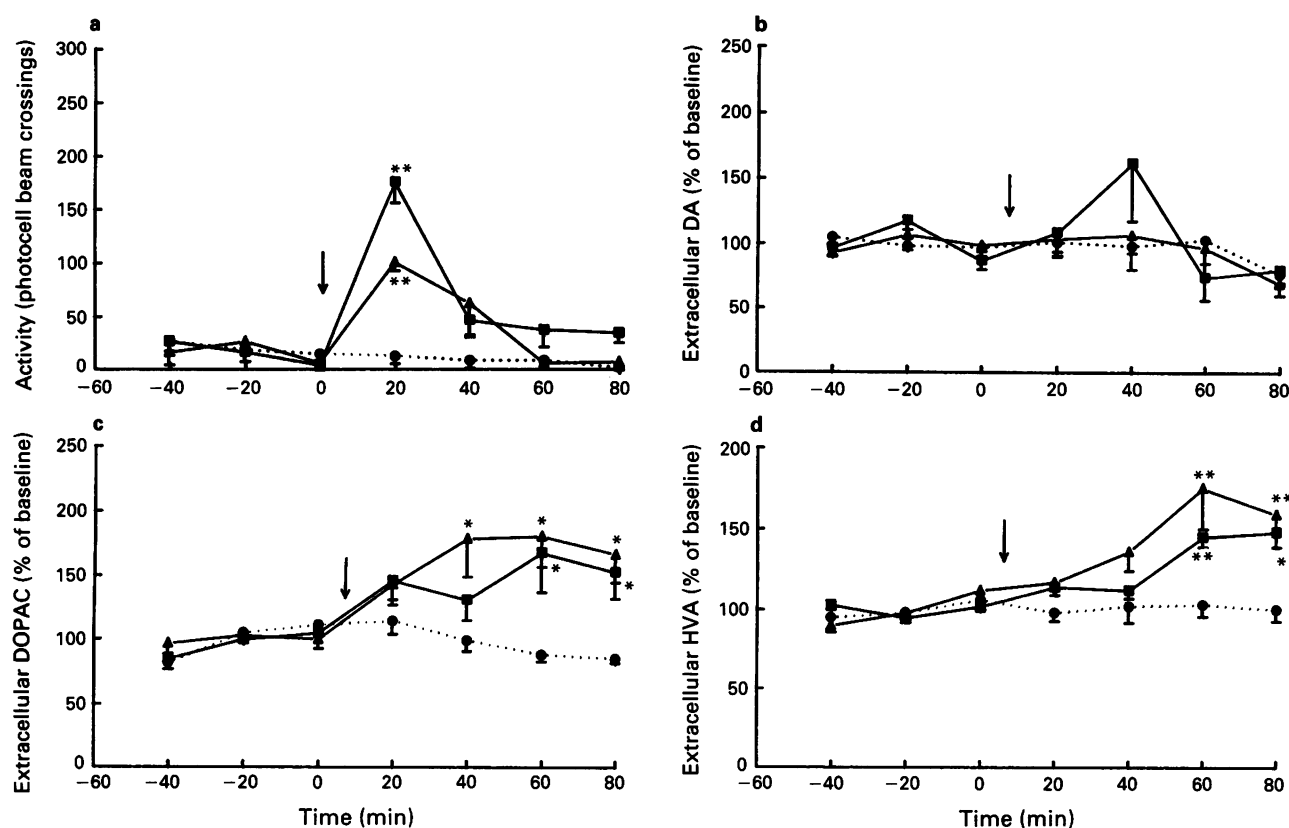 a
Activity (photocell beam crossings)
300
250
200
150
100
50
0
−60 −40 −20 0 20 40 60 80
**
**
b
Extracellular DA (% of baseline)
250
200
150
100
50
0
−60 −40 −20 0 20 40 60 80
c
Extracellular DOPAC (% of baseline)
250
200
150
100
50
0
−60 −40 −20 0 20 40 60 80
* * *
* *
Time (min)
d
Extracellular HVA (% of baseline)
200
150
100
50
0
−60 −40 −20 0 20 40 60 80
** **
** *
Time (min)